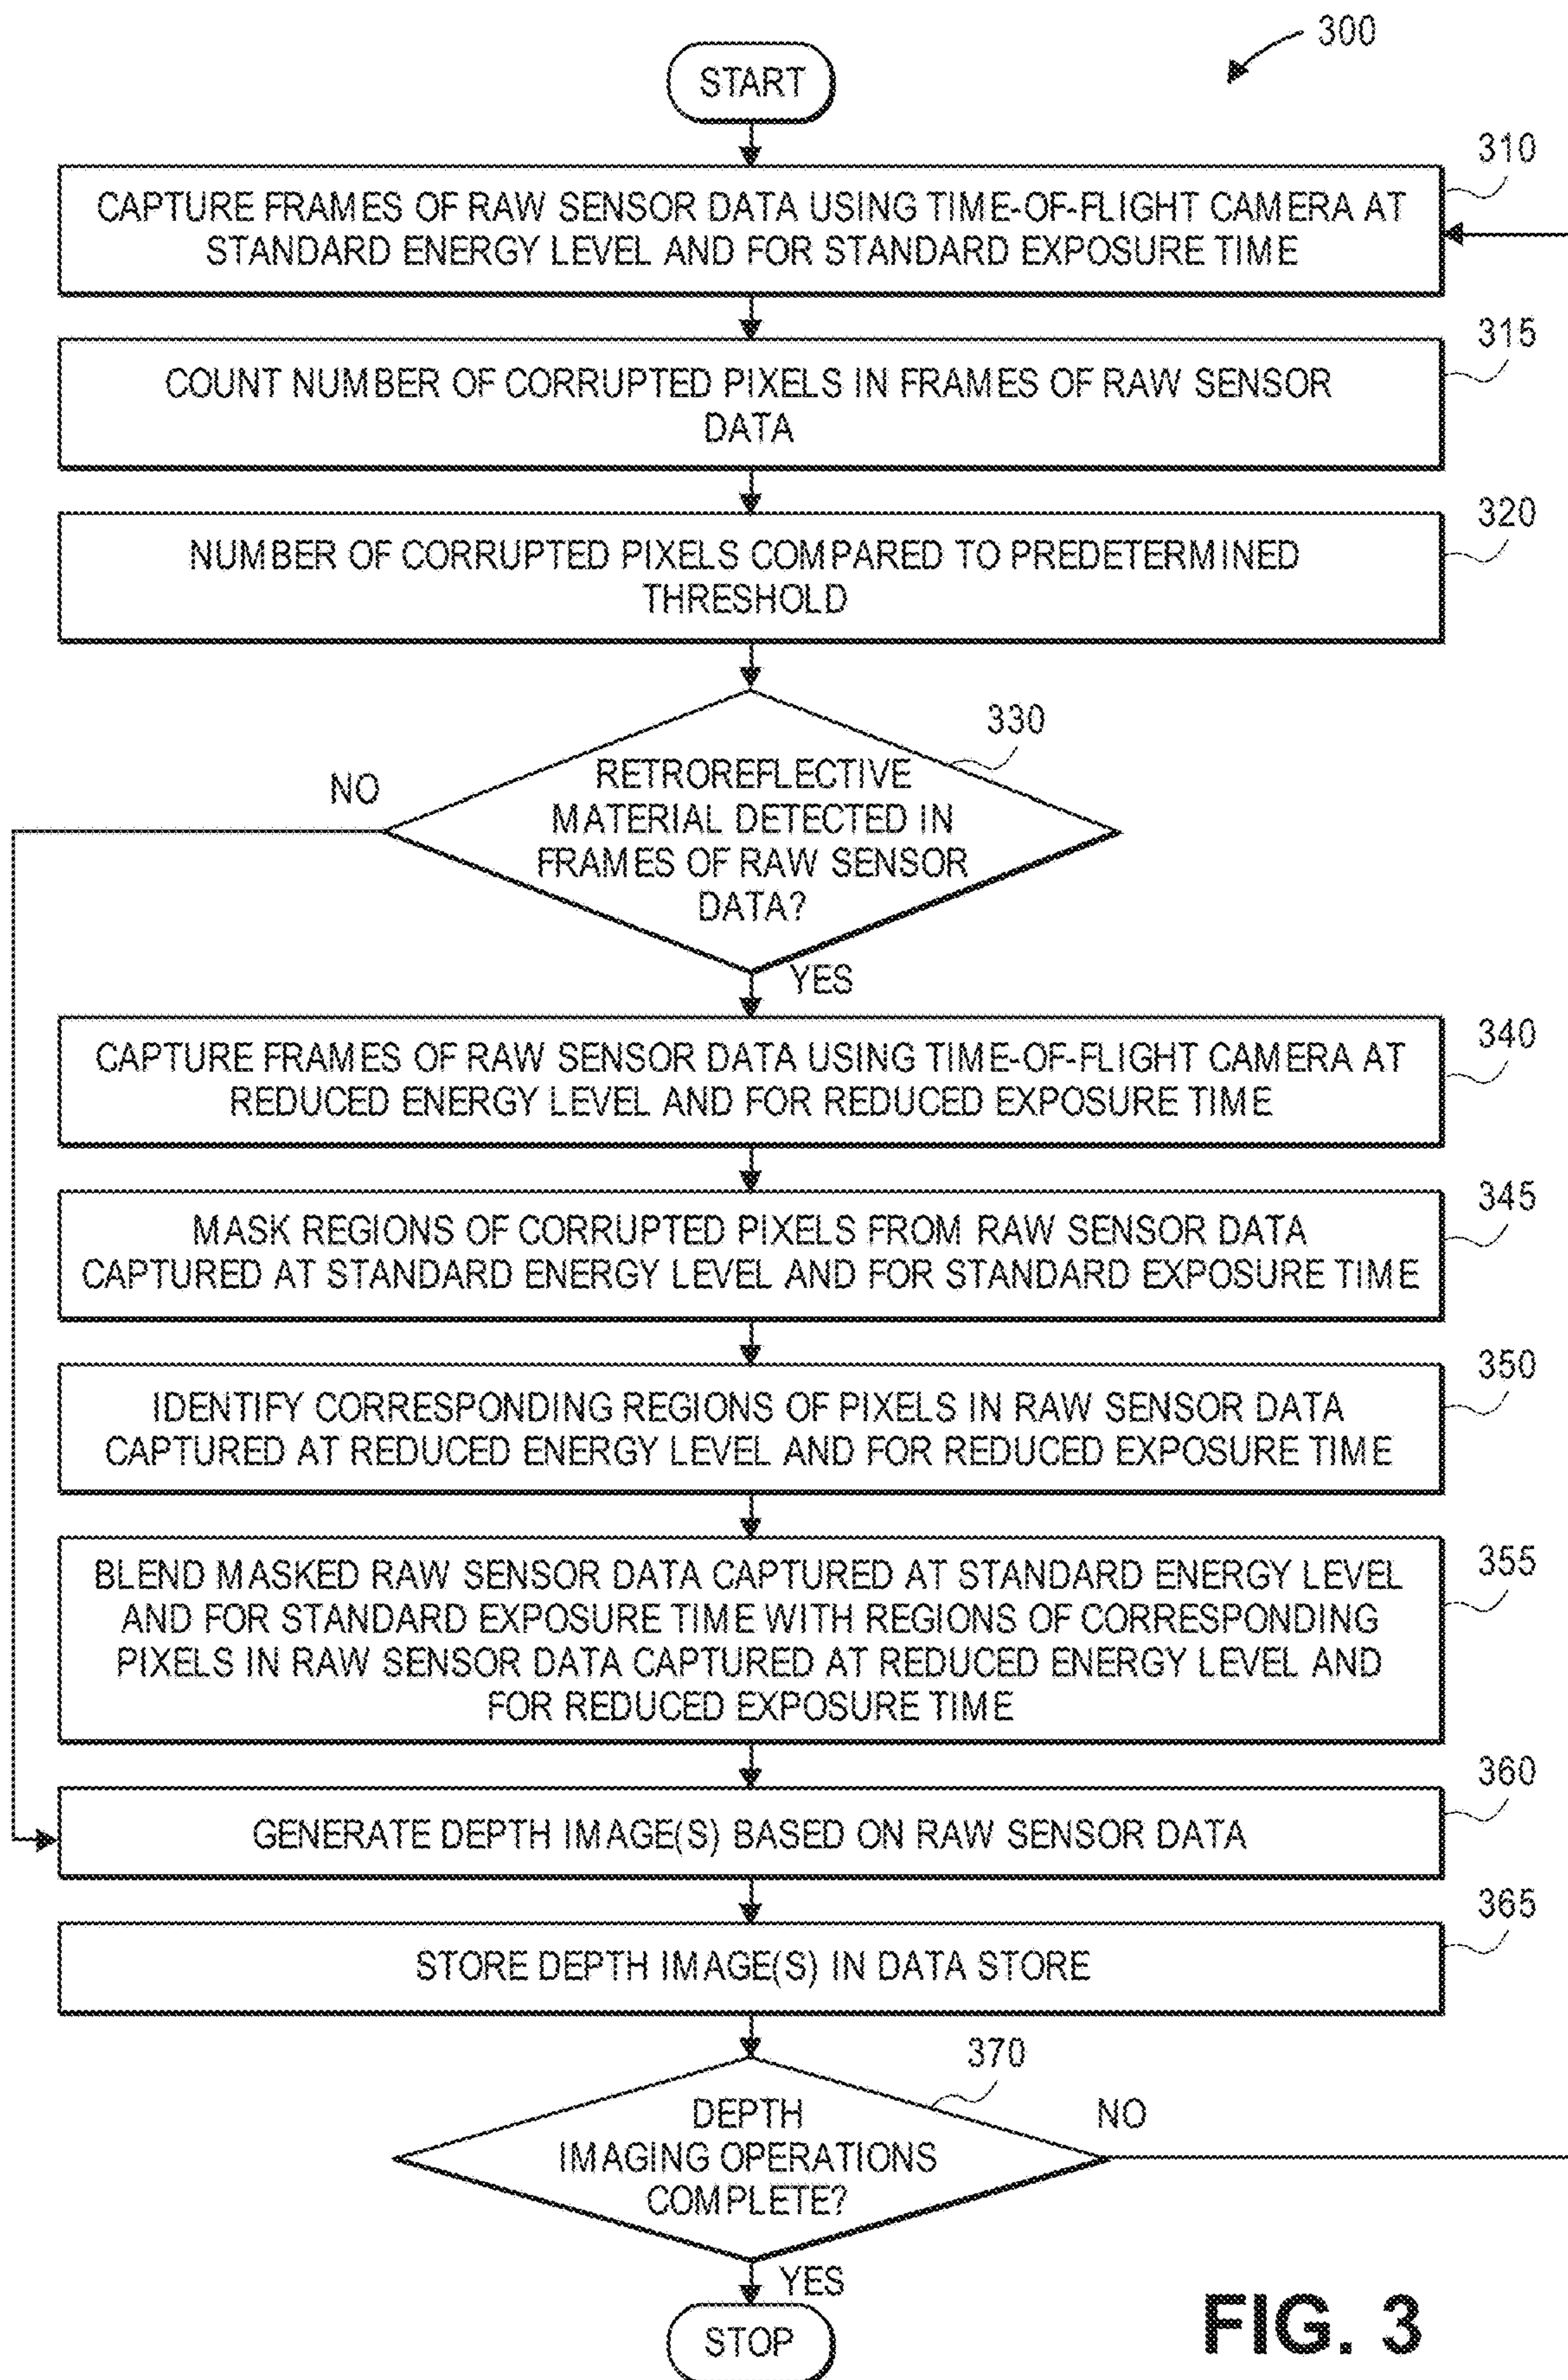 300
START
310
CAPTURE FRAMES OF RAW SENSOR DATA USING TIME-OF-FLIGHT CAMERA AT
STANDARD ENERGY LEVEL AND FOR STANDARD EXPOSURE TIME
315
COUNT NUMBER OF CORRUPTED PIXELS IN FRAMES OF RAW SENSOR
DATA
320
NUMBER OF CORRUPTED PIXELS COMPARED TO PREDETERMINED
THRESHOLD
330
NO
RETROREFLECTIVE
MATERIAL DETECTED IN
FRAMES OF RAW SENSOR
DATA?
YES
340
CAPTURE FRAMES OF RAW SENSOR DATA USING TIME-OF-FLIGHT CAMERA AT
REDUCED ENERGY LEVEL AND FOR REDUCED EXPOSURE TIME
345
MASK REGIONS OF CORRUPTED PIXELS FROM RAW SENSOR DATA
CAPTURED AT STANDARD ENERGY LEVEL AND FOR STANDARD EXPOSURE TIME
350
IDENTIFY CORRESPONDING REGIONS OF PIXELS IN RAW SENSOR DATA
CAPTURED AT REDUCED ENERGY LEVEL AND FOR REDUCED EXPOSURE TIME
355
BLEND MASKED RAW SENSOR DATA CAPTURED AT STANDARD ENERGY LEVEL
AND FOR STANDARD EXPOSURE TIME WITH REGIONS OF CORRESPONDING
PIXELS IN RAW SENSOR DATA CAPTURED AT REDUCED ENERGY LEVEL AND
FOR REDUCED EXPOSURE TIME
360
GENERATE DEPTH IMAGE(S) BASED ON RAW SENSOR DATA
365
STORE DEPTH IMAGE(S) IN DATA STORE
370
DEPTH
IMAGING OPERATIONS
COMPLETE?
NO
YES
STOP
FIG. 3